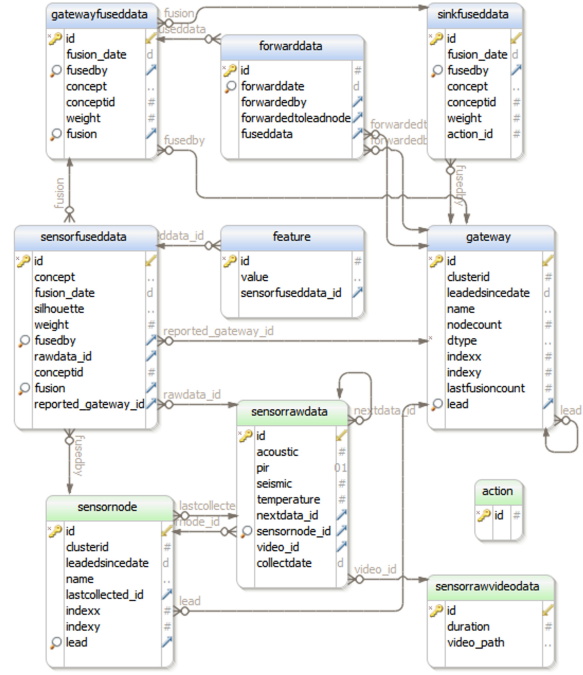 gatewayfuseddata
id
fusion_date d
fusedby
concept ..
conceptid #
weight #
fusion
fusion
forwarddata
id #
forwarddate d
forwardedby
forwardedtoleadnode
fuseddata
sinkfuseddata
id
fusion_date d
fusedby
concept ..
conceptid #
weight #
action_id #
fusedby
fusion
fusedby
sensorfuseddata
id
concept ..
fusion_date d
silhouette ..
weight #
fusedby
rawdata_id
conceptid #
fusion
reported_gateway_id
ddata_id
feature
id #
value ..
sensorfuseddata_id
reported_gateway_id
gateway
id
clusterid #
leadedsincedate d
name ..
nodecount #
dtype ..
indexx #
indexy #
lastfusioncount #
lead
lead
rawdata_id
fusedby
sensorrawdata
id
acoustic #
pir 01
seismic #
temperature #
nextdata_id
sensornode_id
video_id
collectdate d
nextdata_id
action
id #
sensornode
id
clusterid #
leadedsincedate d
name ..
lastcollected_id
indexx #
indexy #
lead
lastcollecte
node_id
lead
video_id
sensorrawvideodata
id
duration #
video_path ..